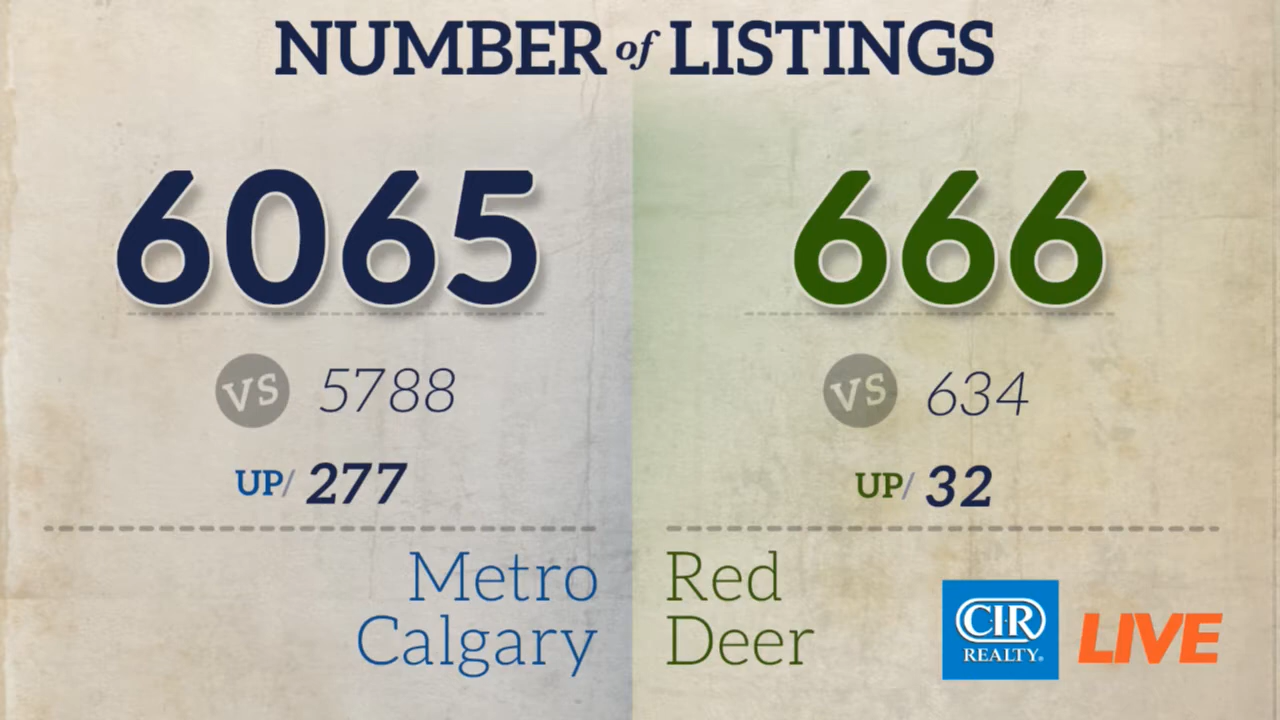 NUMBER of LISTINGS
6065
VS 5788
UP/ 277
Metro
Calgary
666
VS 634
UP/ 32
Red
Deer
CIR
REALTY.
LIVE